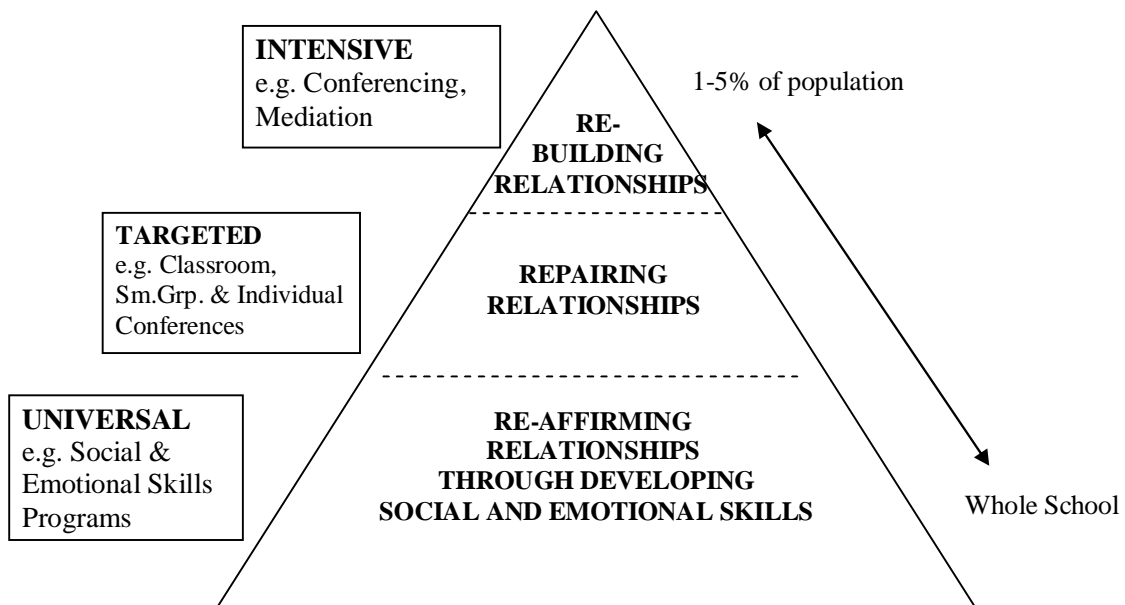 INTENSIVE
e.g. Conferencing,
Mediation
1-5% of population
RE-
BUILDING
RELATIONSHIPS
TARGETED
e.g. Classroom,
Sm.Grp. & Individual
Conferences
REPAIRING
RELATIONSHIPS
UNIVERSAL
e.g. Social &
Emotional Skills
Programs
RE-AFFIRMING
RELATIONSHIPS
THROUGH DEVELOPING
SOCIAL AND EMOTIONAL SKILLS
Whole School